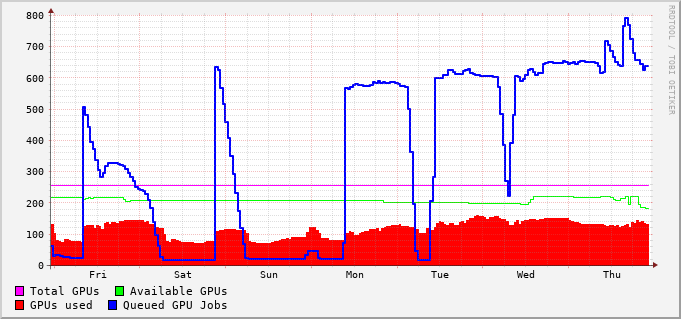 800
700
600
500
400
300
200
100
0
Fri Sat Sun Mon Tue Wed Thu
Total GPUs Available GPUs
GPUs used Queued GPU Jobs
RRDTOOL / TOBI OETIKER